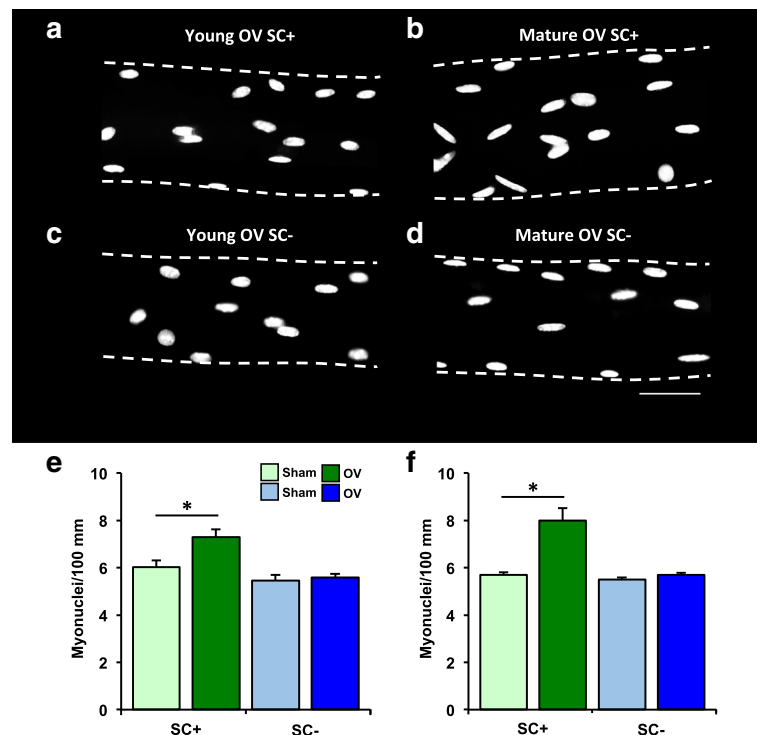 a
Young OV SC+
b
Mature OV SC+
c
Young OV SC-
d
Mature OV SC-
e
Sham OV
Sham OV
Myonuclei/100 mm
10
8
6
4
2
0
*
SC+
SC-
f
Myonuclei/100 mm
10
8
6
4
2
0
*
SC+
SC-